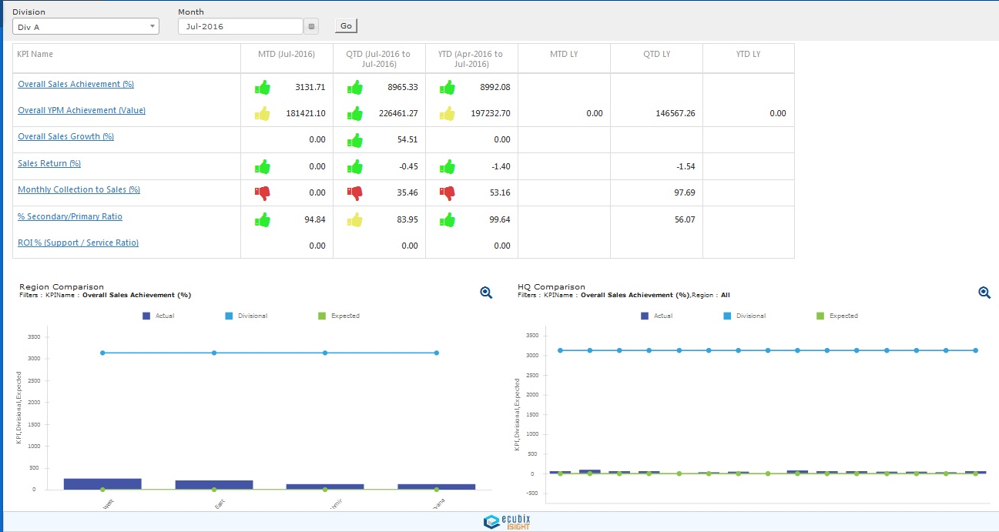 Division
Month
Div A
Jul-2016
Go
KPI Name MTD (Jul-2016) QTD (Jul-2016 to Jul-2016) YTD (Apr-2016 to Jul-2016) MTD LY QTD LY YTD LY
Overall Sales Achievement (%) 3131.71 8965.33 8992.08
Overall YPM Achievement (Value) 181421.10 226461.27 197232.70 0.00 146567.26 0.00
Overall Sales Growth (%) 0.00 54.51 0.00
Sales Return (%) 0.00 -0.45 -1.40 -1.54
Monthly Collection to Sales (%) 0.00 35.46 53.16 97.69
% Secondary/Primary Ratio 94.84 83.95 99.64 56.07
ROI % (Support / Service Ratio) 0.00 0.00 0.00
Region Comparison
Filters : KPIName : Overall Sales Achievement (%)
Actual Divisional Expected
KPI,Divisional,Expected
3500
3000
2500
2000
1500
1000
500
0
West East
HQ Comparison
Filters : KPIName : Overall Sales Achievement (%),Region : All
Actual Divisional Expected
KPI,Divisional,Expected
3500
3000
2500
2000
1500
1000
500
0
-500
ecubix
iSIGHT